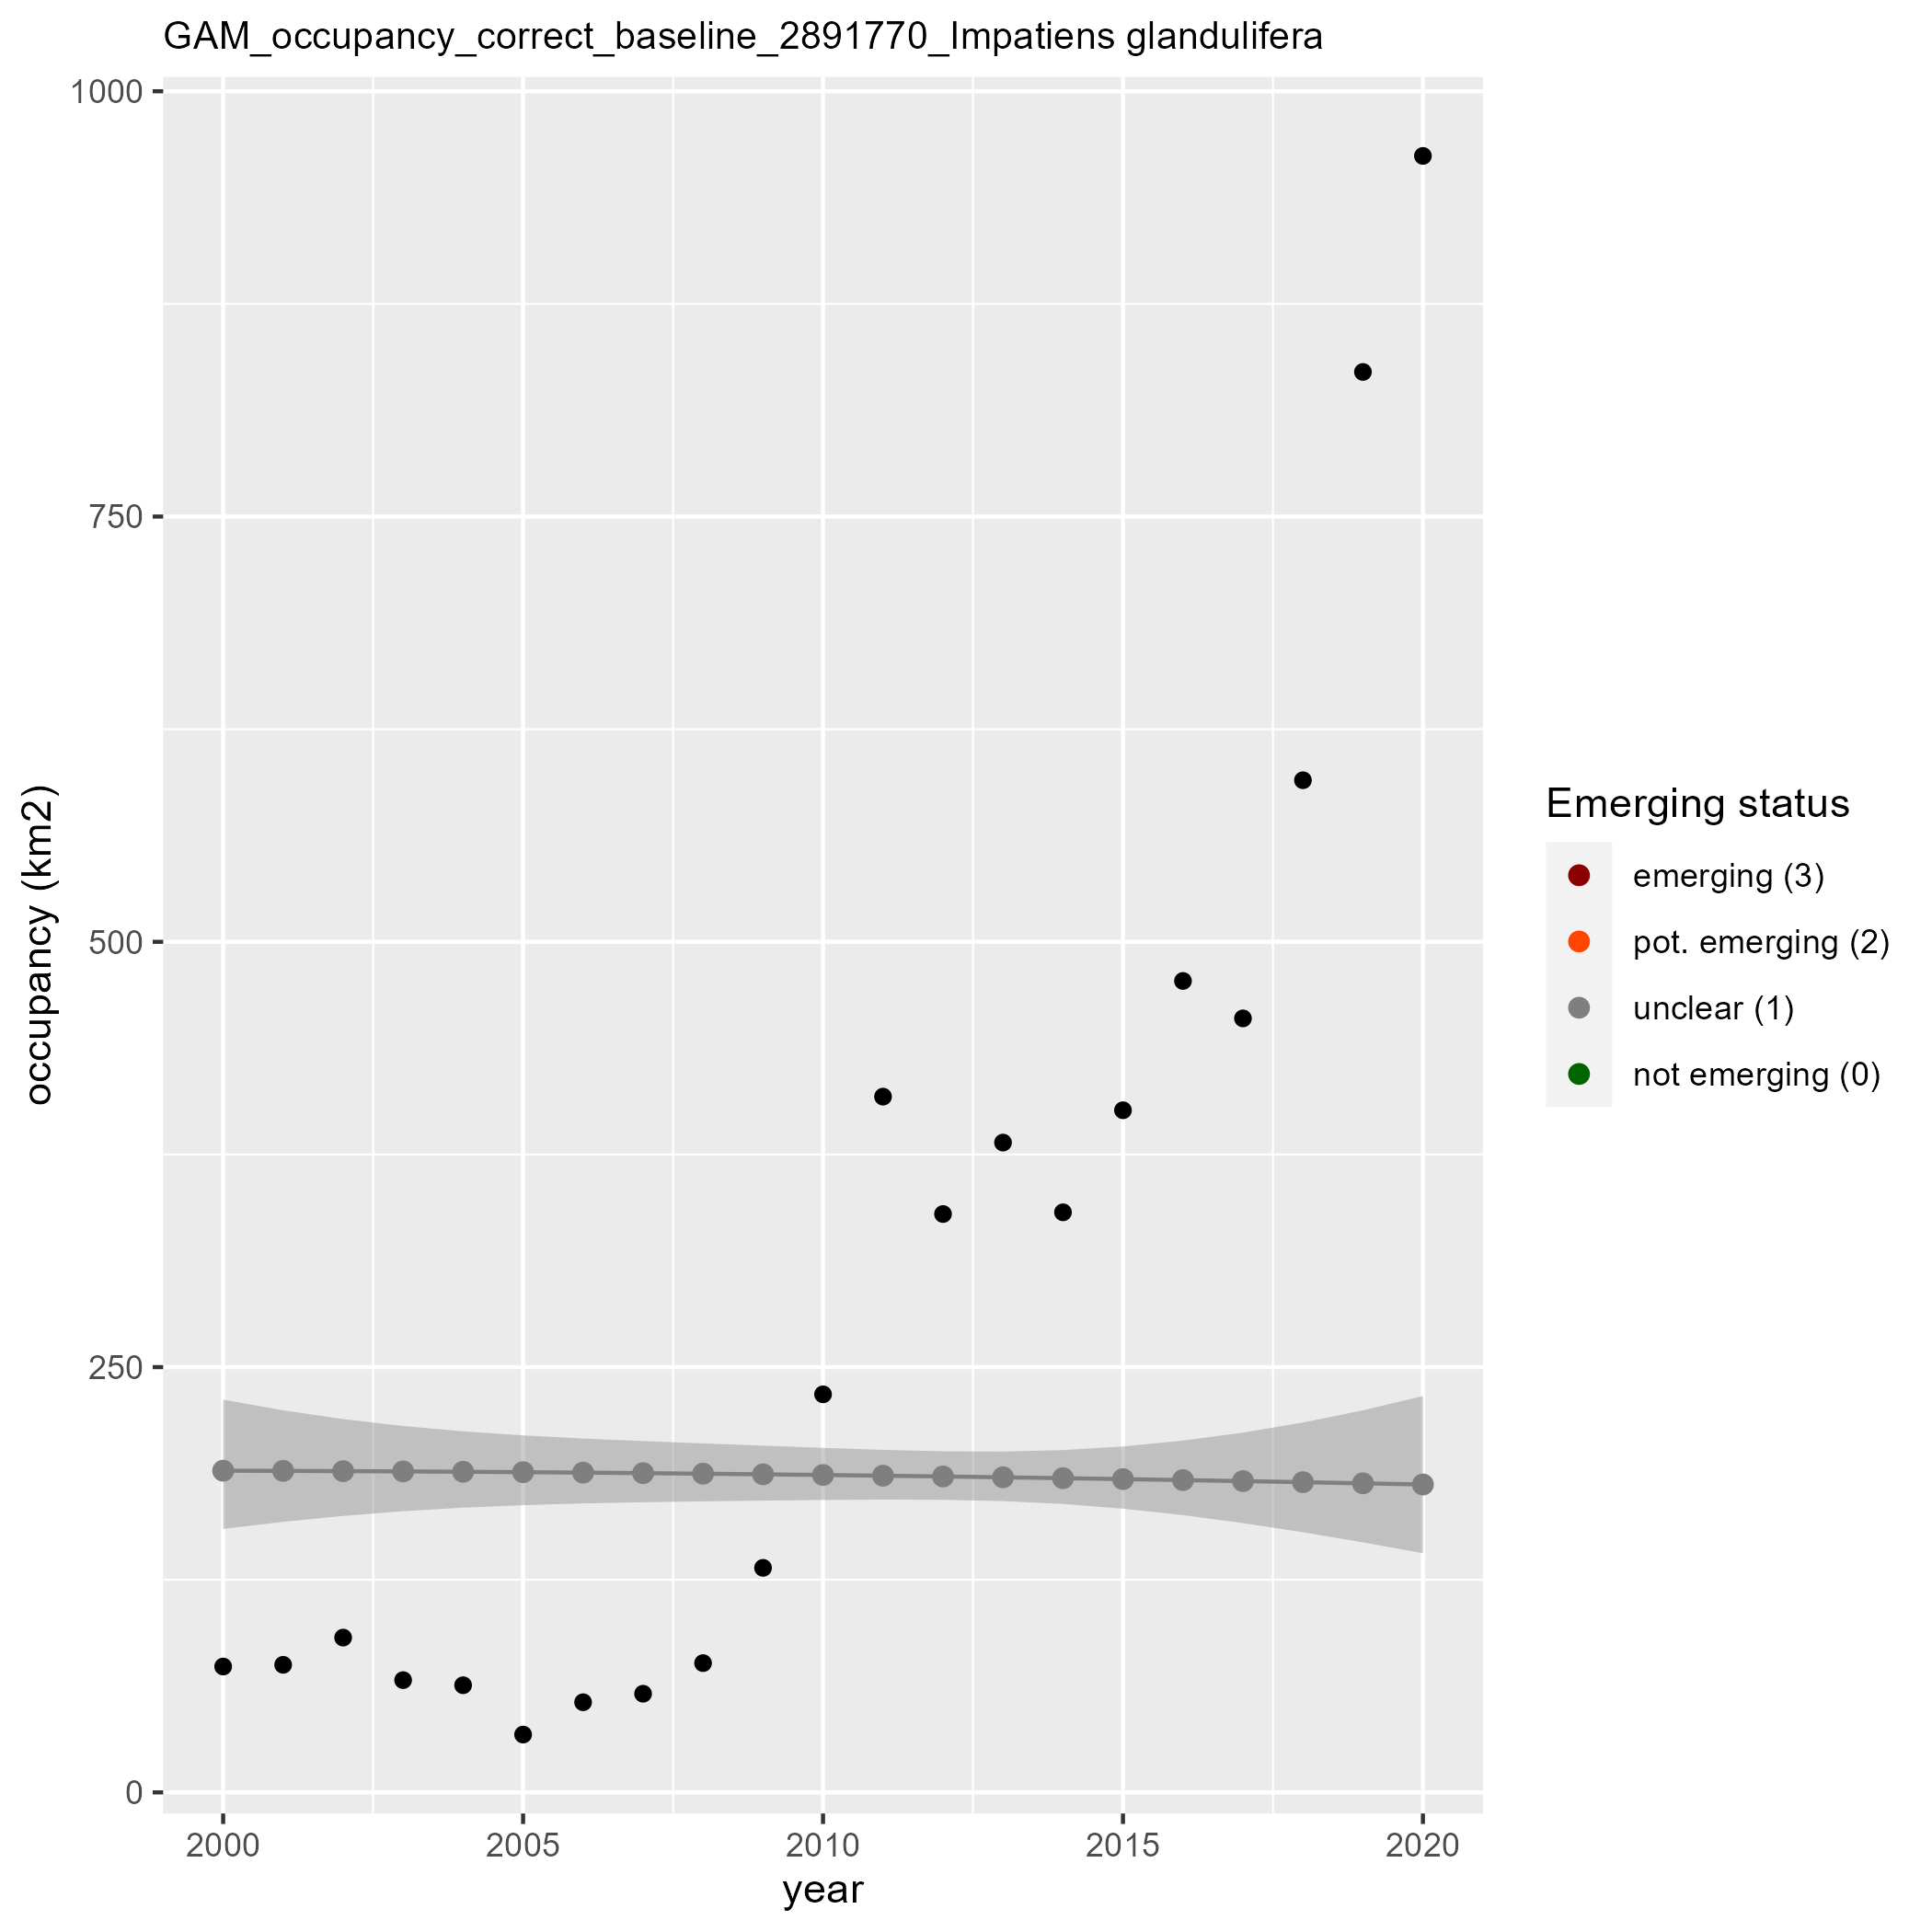 GAM_occupancy_correct_baseline_2891770_Impatiens glandulifera
1000
750
500
250
0
occupancy (km2)
2000
2005
2010
2015
2020
year
Emerging status
emerging (3)
pot. emerging (2)
unclear (1)
not emerging (0)